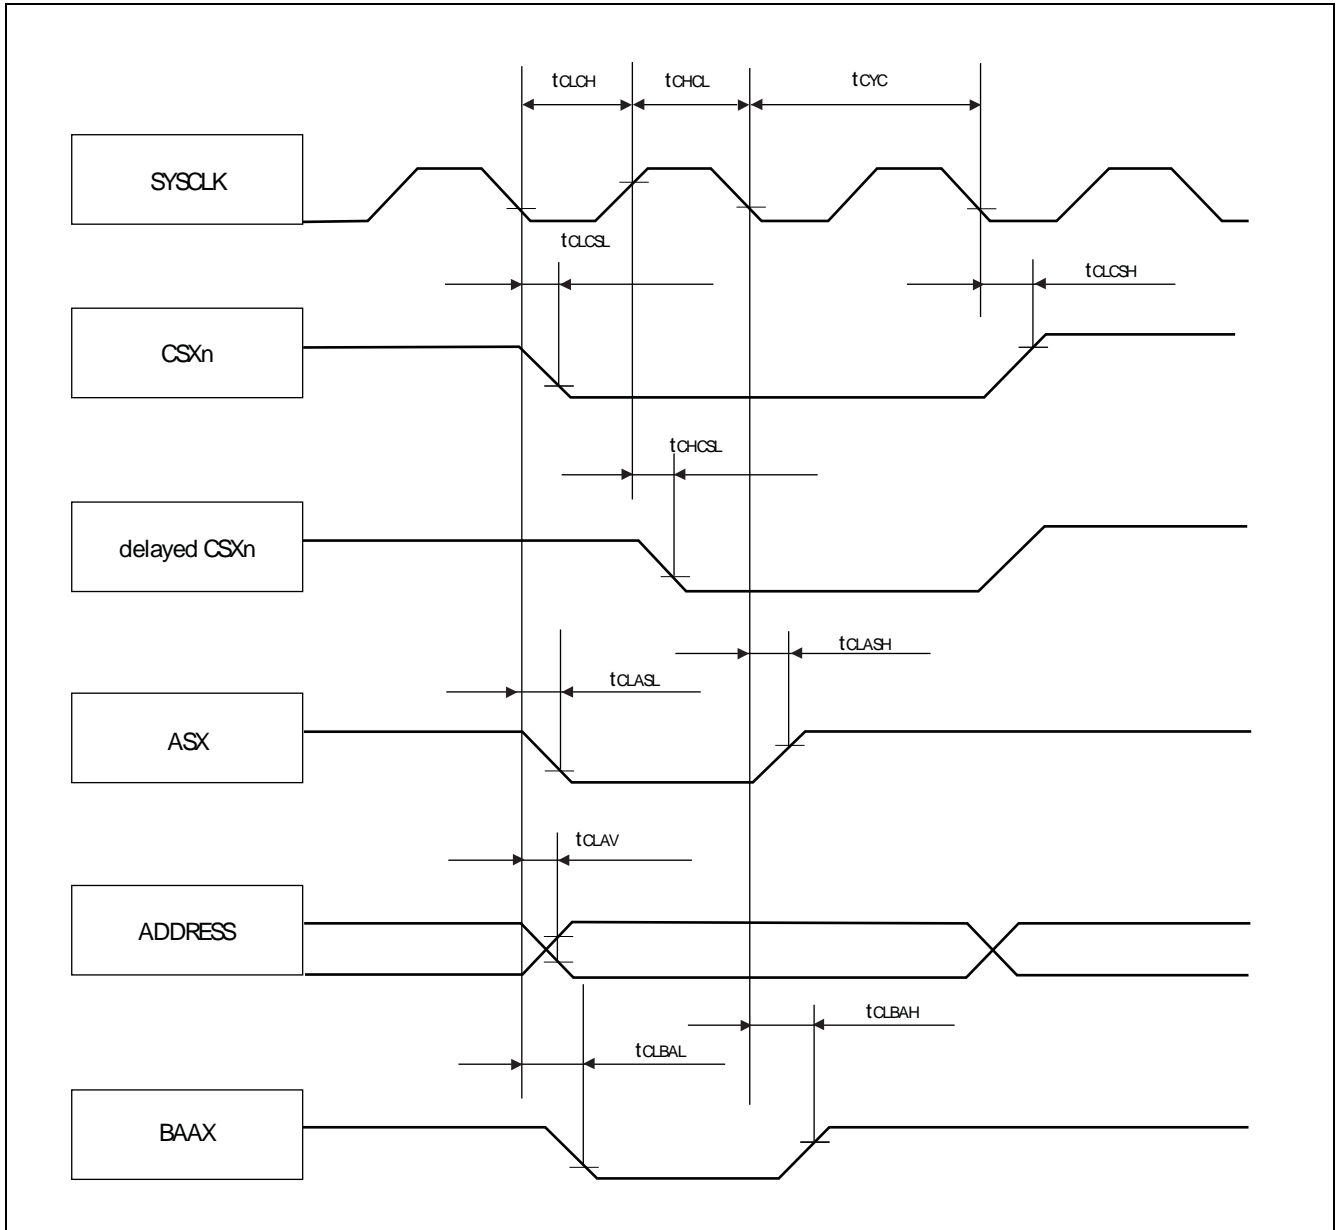 tCLCH tCHCL tCYC
SYSCLK
tCLCSL
tCLCSH
CSXn
tCHCSL
delayed CSXn
tCLASH
tCLASL
ASX
tCLAV
ADDRESS
tCLBAH
tCLBAL
BAAX